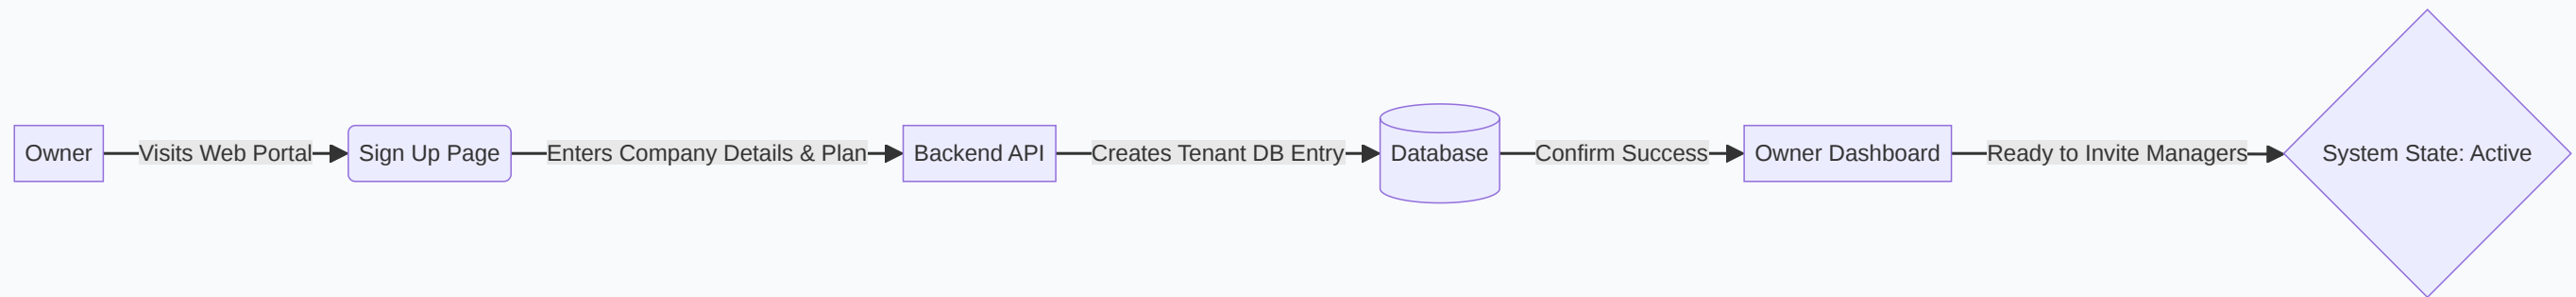 Owner
Visits Web Portal
Sign Up Page
Enters Company Details & Plan
Backend API
Creates Tenant DB Entry
Database
Confirm Success
Owner Dashboard
Ready to Invite Managers
System State: Active